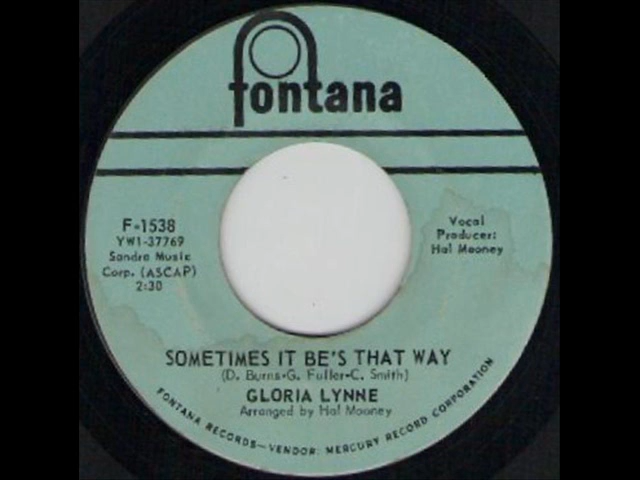 fontana
F-1538
YW1-37769
Sandra Music
Corp. (ASCAP)
2:30
Vocal
Producer:
Hal Mooney
SOMETIMES IT BE'S THAT WAY
(D. Burns-G. Fuller-C. Smith)
GLORIA LYNNE
Arranged by Hal Mooney
FONTANA RECORDS—VENDOR: MERCURY RECORD CORPORATION